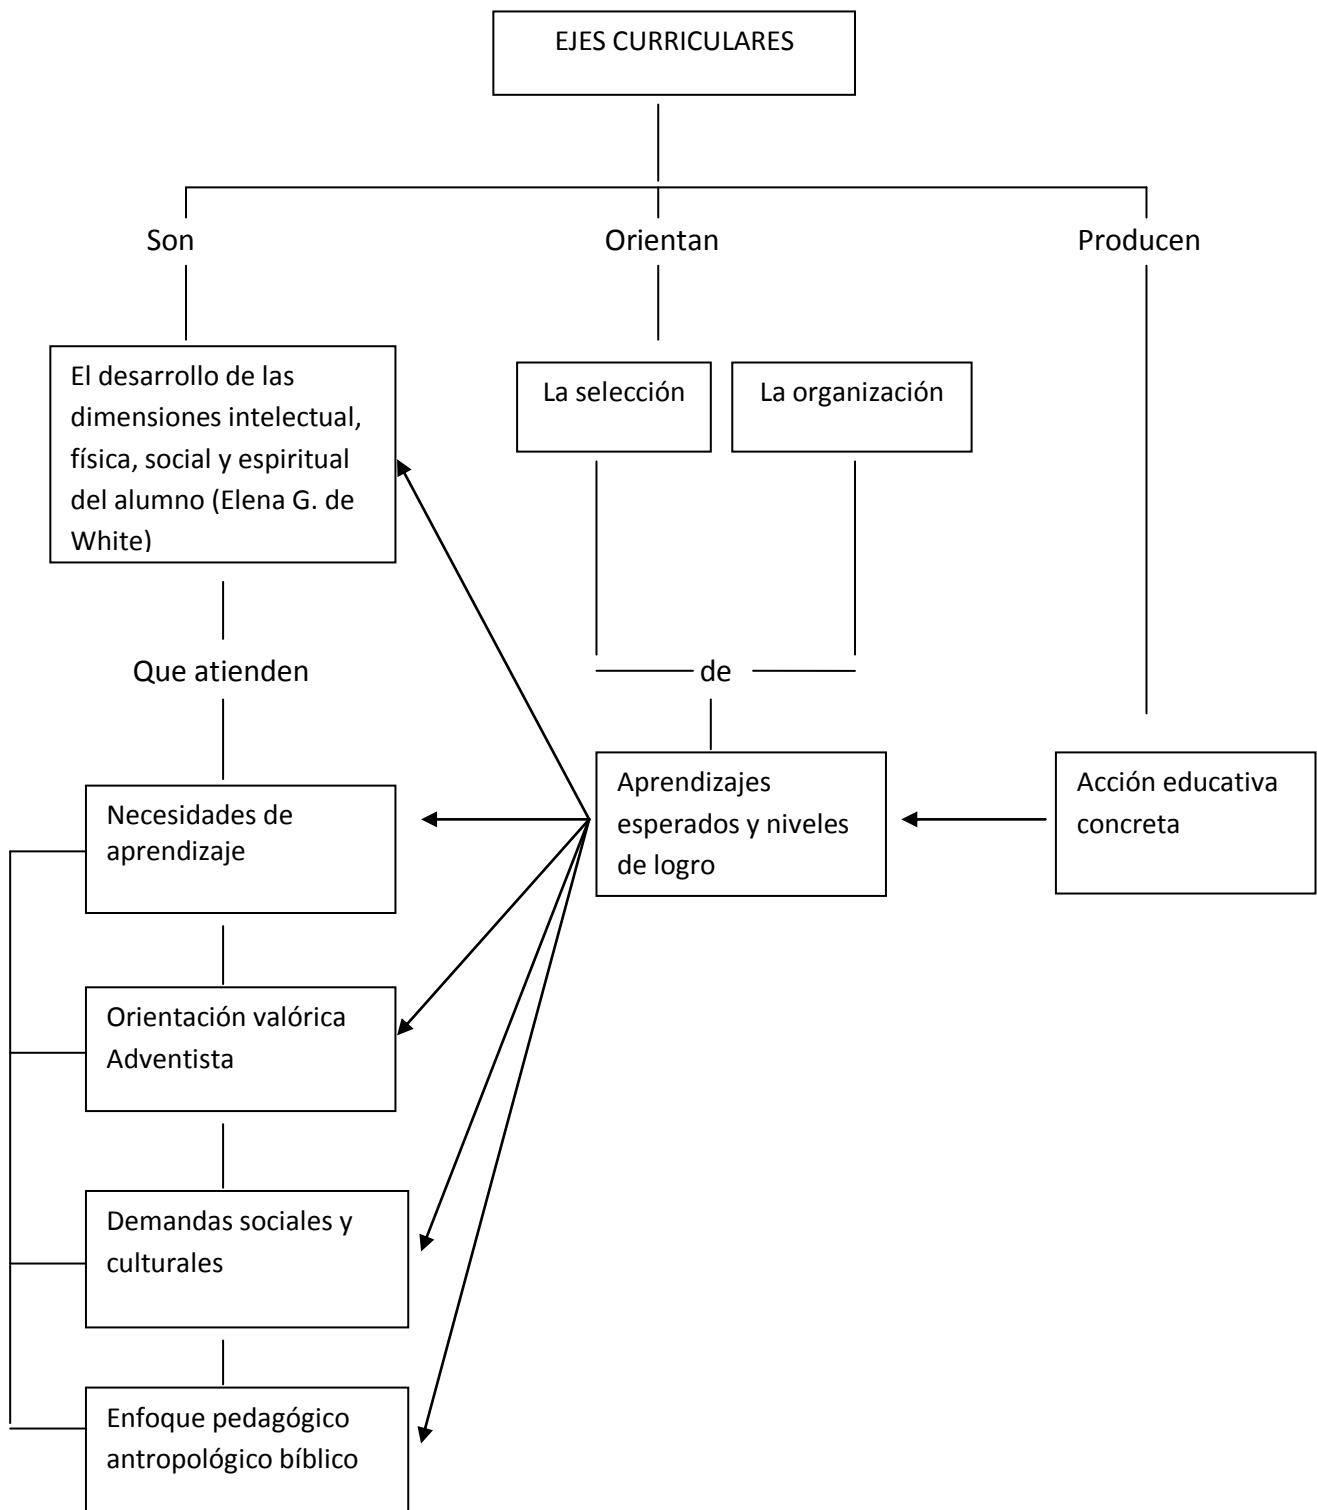 EJES CURRICULARES
Son
Orientan
Producen
El desarrollo de las
dimensiones intelectual,
física, social y espiritual
del alumno (Elena G. de
White)
La selección
La organización
Que atienden
de
Necesidades de
aprendizaje
Aprendizajes
esperados y niveles
de logro
Acción educativa
concreta
Orientación valórica
Adventista
Demandas sociales y
culturales
Enfoque pedagógico
antropológico bíblico